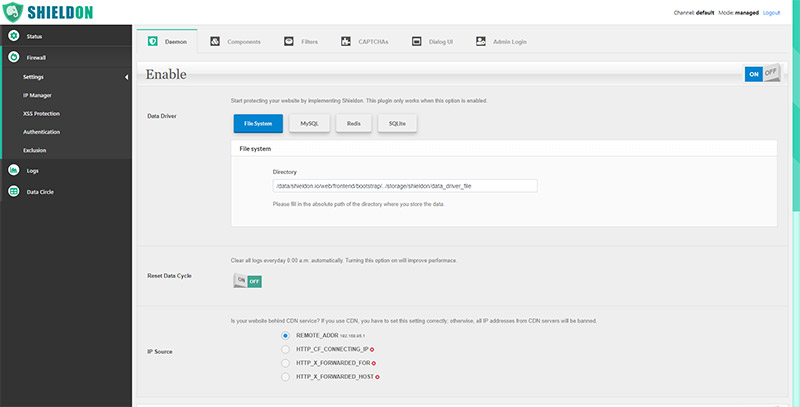 SHIELDON
Channel: default Mode: managed Logout
Status
Firewall
Settings
IP Manager
XSS Protection
Authentication
Exclusion
Logs
Data Circle
Daemon Components Filters CAPTCHAs Dialog UI Admin Login
Enable
ON OFF
Start protecting your website by implementing Shieldon. This plugin only works when this option is enabled.
Data Driver
File System MySQL Redis SQLite
File system
Directory
/data/shieldon.io/web/frontend/bootstrap/../storage/shieldon/data_driver_file
Please fill in the absolute path of the directory where you store the data.
Clear all logs everyday 0:00 a.m. automatically. Turning this option on will improve performace.
Reset Data Cycle
ON OFF
Is your website behind CDN service? If you use CDN, you have to set this setting correctly; otherwise, all IP addresses from CDN servers will be banned.
IP Source
REMOTE_ADDR
HTTP_CF_CONNECTING_IP
HTTP_X_FORWARDED_FOR
HTTP_X_FORWARDED_HOST